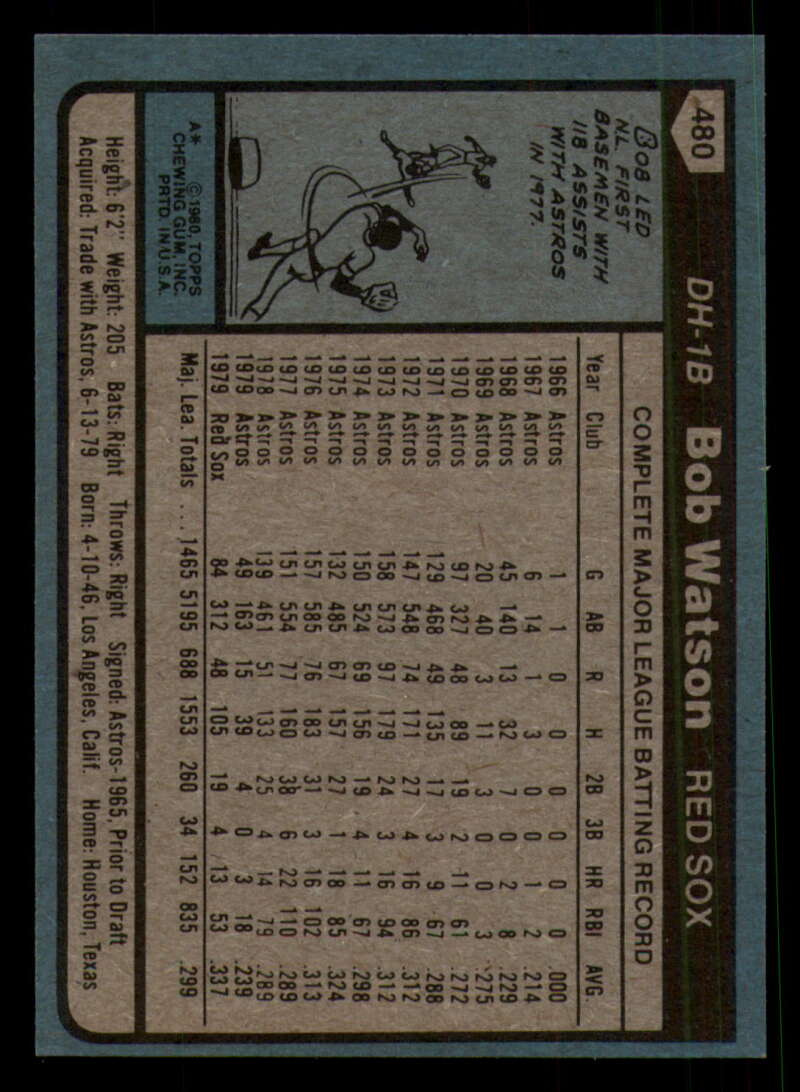 480 DH-1B Bob Watson RED SOX
BOB LED
N.L. FIRST
BASEMEN WITH
118 ASSISTS
WITH ASTROS
IN 1977.
A* © 1980, TOPPS
CHEWING GUM, INC.
PRTD. IN U.S.A.
COMPLETE MAJOR LEAGUE BATTING RECORD
Year Club G AB R H 2B 3B HR RBI AVG.
1966 Astros 1 1 0 0 0 0 0 0 .000
1967 Astros 6 14 1 3 0 0 1 2 .214
1968 Astros 45 140 13 32 7 0 2 8 .229
1969 Astros 20 40 3 11 3 0 0 3 .275
1970 Astros 97 327 48 89 19 2 11 61 .272
1971 Astros 129 468 49 135 17 3 9 67 .288
1972 Astros 147 548 74 171 27 4 16 86 .312
1973 Astros 158 573 97 179 24 3 16 94 .312
1974 Astros 150 524 69 156 19 4 11 67 .298
1975 Astros 132 485 67 157 27 1 18 85 .324
1976 Astros 157 585 76 183 31 3 16 102 .313
1977 Astros 151 554 77 160 38 6 22 110 .289
1978 Astros 139 461 51 133 25 4 14 79 .289
1979 Astros 49 163 15 39 4 0 3 18 .239
1979 Red Sox 84 312 48 105 19 4 13 53 .337
Maj. Lea. Totals . . . 1465 5195 688 1553 260 34 152 835 .299
Height: 6'2" Weight: 205 Bats: Right Throws: Right Signed: Astros-1965, Prior to Draft
Acquired: Trade with Astros, 6-13-79 Born: 4-10-46, Los Angeles, Calif. Home: Houston, Texas